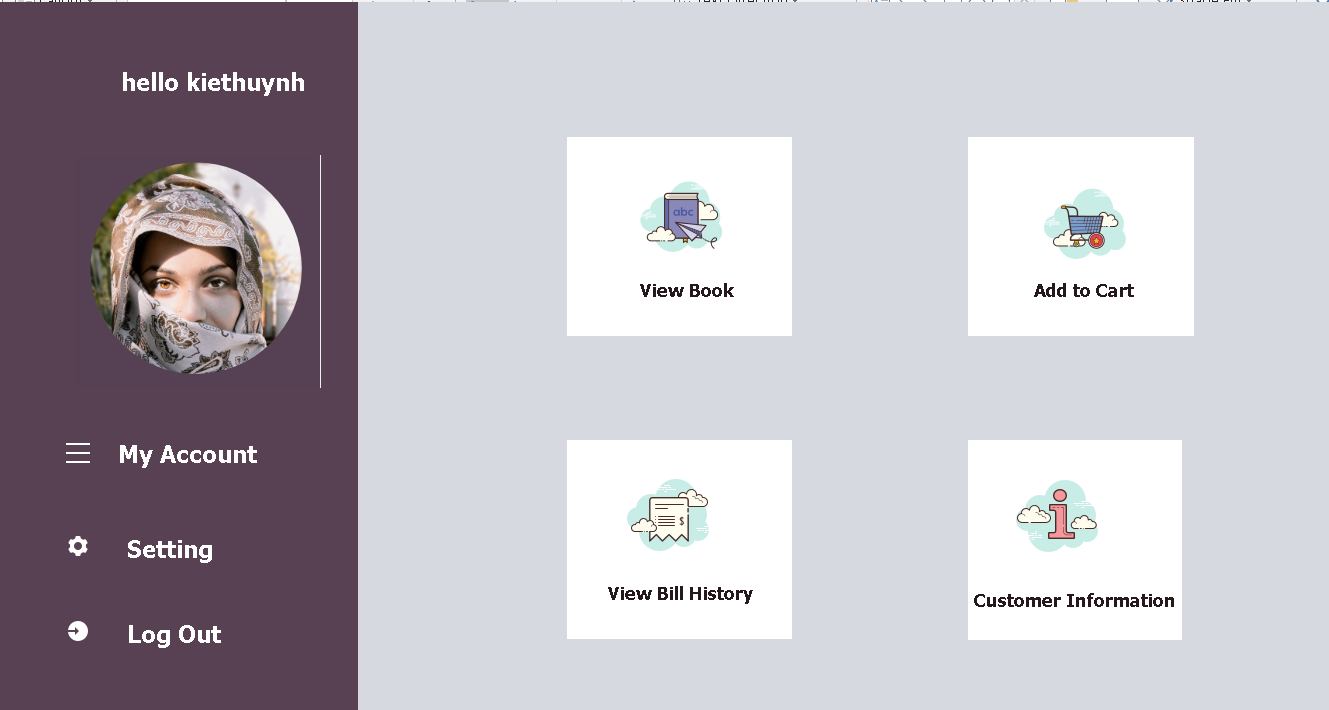 hello kiethuynh
View Book
abc
Add to Cart
My Account
Setting
Log Out
View Bill History
$
Customer Information